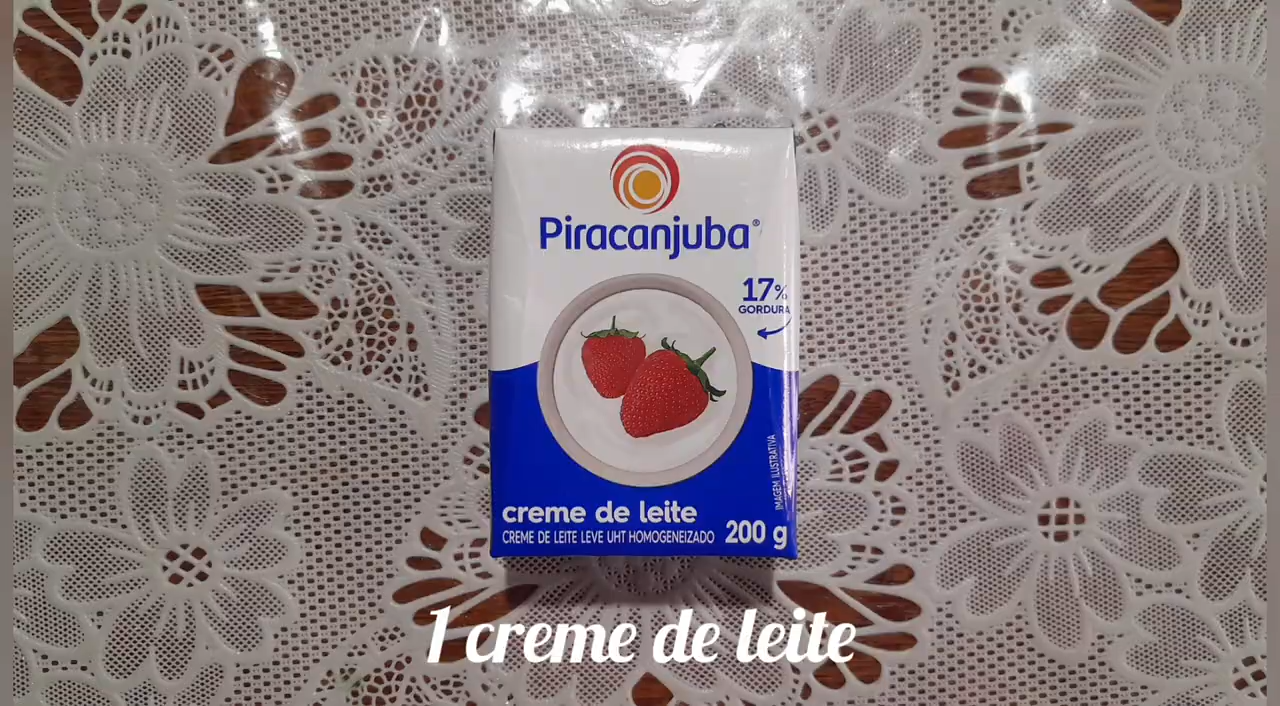 Piracanjuba®
17%
GORDURA
IMAGEM ILUSTRATIVA
creme de leite
CREME DE LEITE LEVE UHT HOMOGENEIZADO
200 g
1 creme de leite